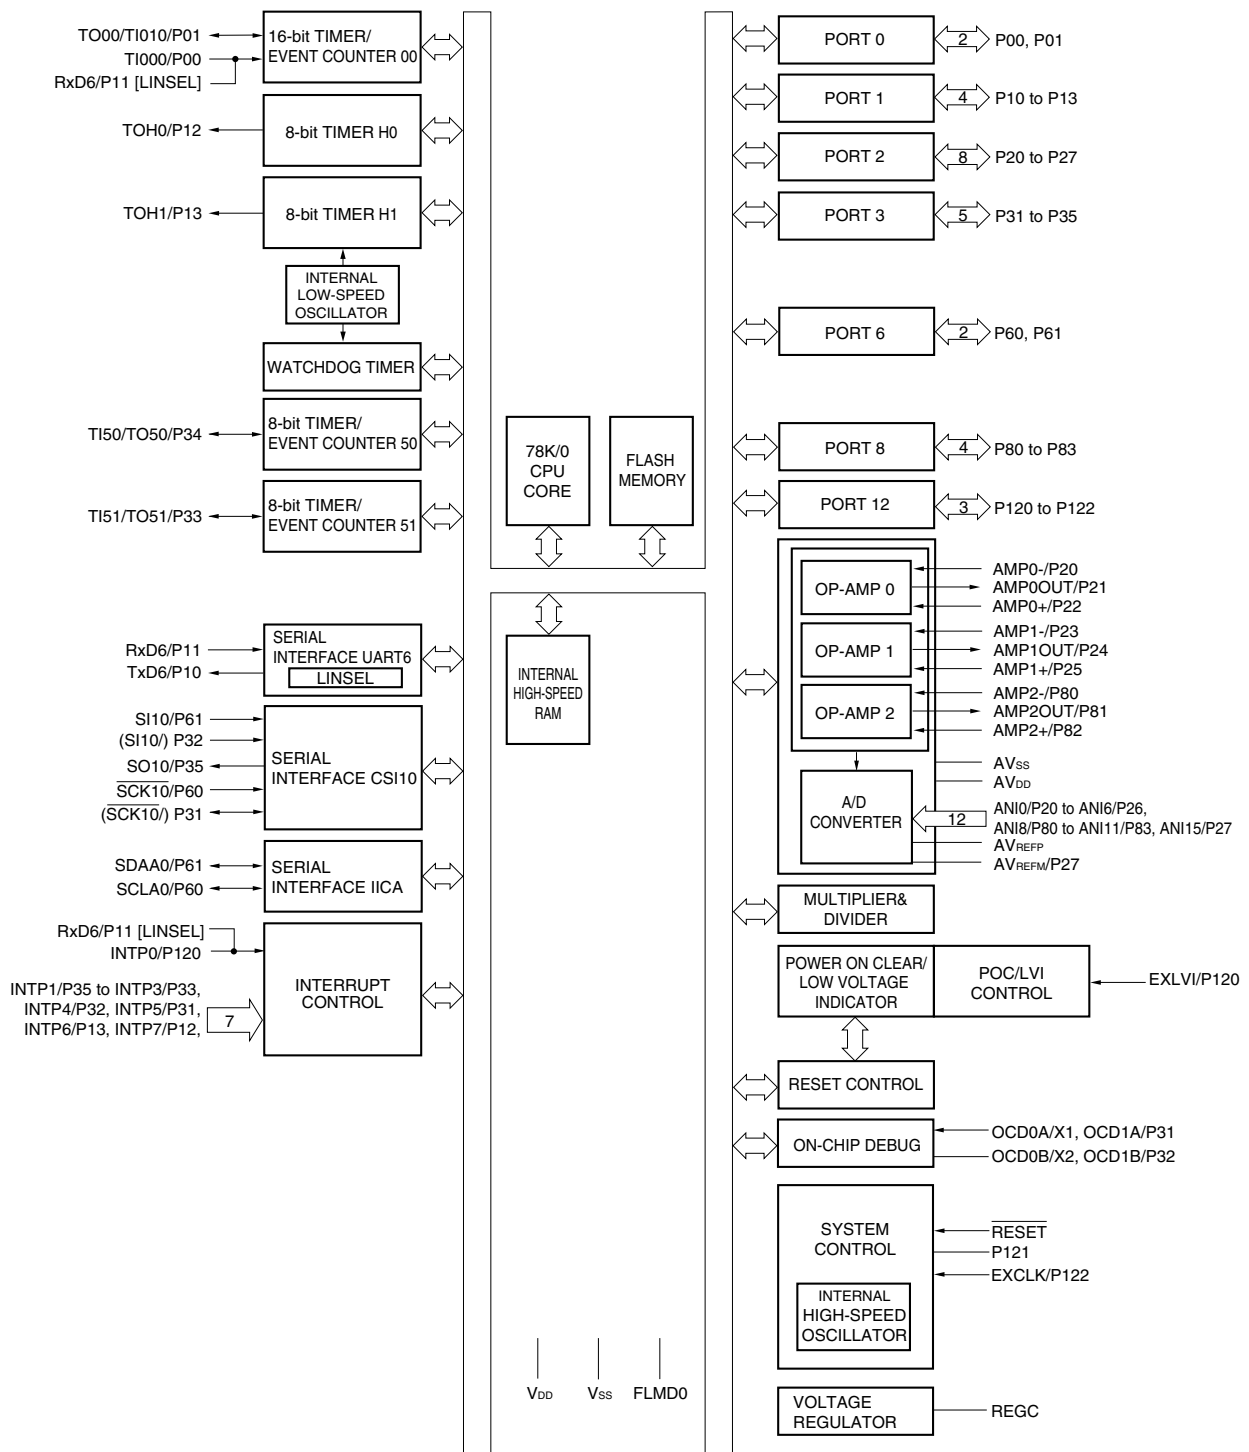 TO00/TI010/P01
TI000/P00
RxD6/P11 [LINSEL]
16-bit TIMER/
EVENT COUNTER 00
TOH0/P12
8-bit TIMER H0
TOH1/P13
8-bit TIMER H1
INTERNAL
LOW-SPEED
OSCILLATOR
WATCHDOG TIMER
TI50/TO50/P34
8-bit TIMER/
EVENT COUNTER 50
TI51/TO51/P33
8-bit TIMER/
EVENT COUNTER 51
RxD6/P11
TxD6/P10
SERIAL
INTERFACE UART6
LINSEL
SI10/P61
(SI10/) P32
SO10/P35
SCK10/P60
(SCK10/) P31
SERIAL
INTERFACE CSI10
SDAA0/P61
SCLA0/P60
SERIAL
INTERFACE IICA
RxD6/P11 [LINSEL]
INTP0/P120
INTP1/P35 to INTP3/P33,
INTP4/P32, INTP5/P31,
INTP6/P13, INTP7/P12,
7
INTERRUPT
CONTROL
78K/0
CPU
CORE
FLASH
MEMORY
INTERNAL
HIGH-SPEED
RAM
VDD
VSS
FLMD0
PORT 0
2
P00, P01
PORT 1
4
P10 to P13
PORT 2
8
P20 to P27
PORT 3
5
P31 to P35
PORT 6
2
P60, P61
PORT 8
4
P80 to P83
PORT 12
3
P120 to P122
OP-AMP 0
AMP0-/P20
AMP0OUT/P21
AMP0+/P22
OP-AMP 1
AMP1-/P23
AMP1OUT/P24
AMP1+/P25
OP-AMP 2
AMP2-/P80
AMP2OUT/P81
AMP2+/P82
AVSS
AVDD
A/D
CONVERTER
12
ANI0/P20 to ANI6/P26,
ANI8/P80 to ANI11/P83, ANI15/P27
AVREFP
AVREFM/P27
MULTIPLIER&
DIVIDER
POWER ON CLEAR/
LOW VOLTAGE
INDICATOR
POC/LVI
CONTROL
EXLVI/P120
RESET CONTROL
ON-CHIP DEBUG
OCD0A/X1, OCD1A/P31
OCD0B/X2, OCD1B/P32
SYSTEM
CONTROL
RESET
P121
EXCLK/P122
INTERNAL
HIGH-SPEED
OSCILLATOR
VOLTAGE
REGULATOR
REGC